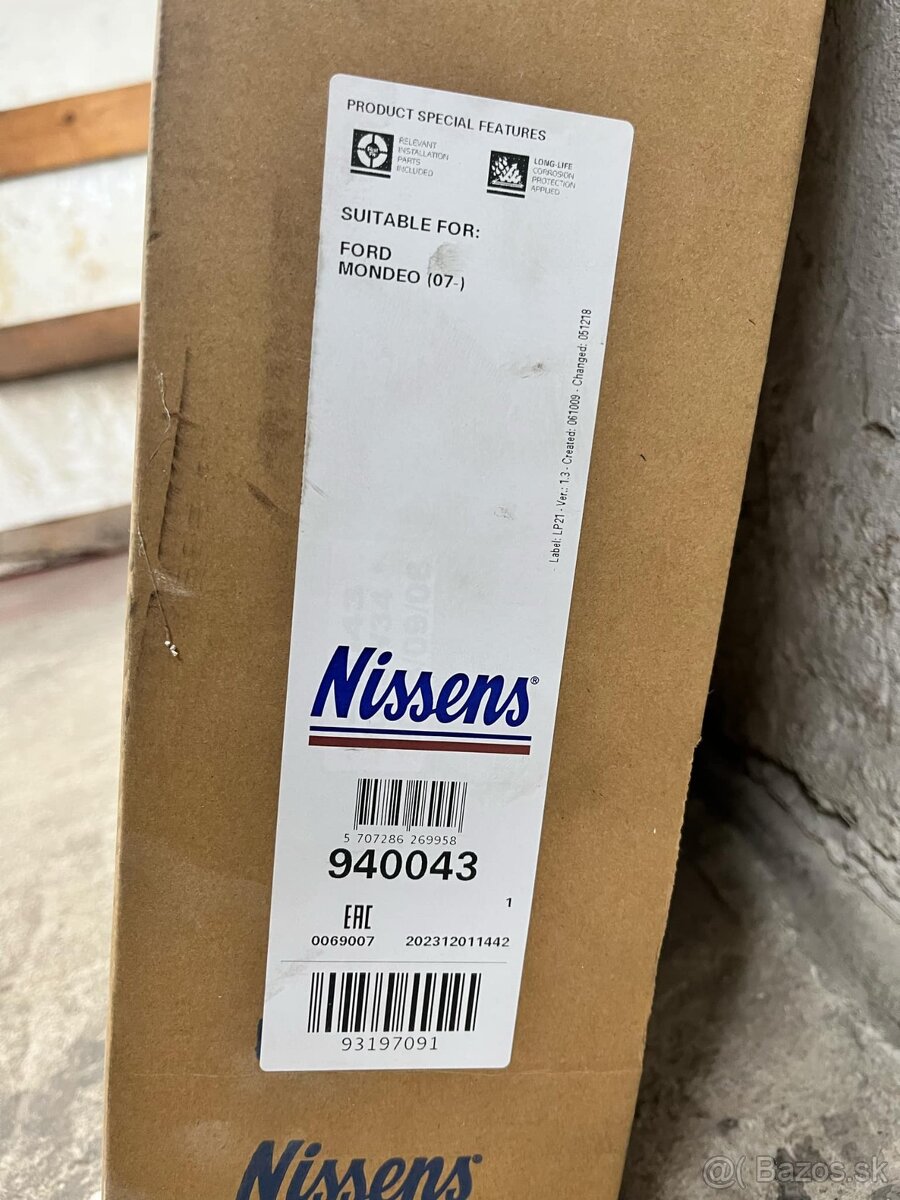 PRODUCT SPECIAL FEATURES
RELEVANT
INSTALLATION
PARTS
INCLUDED
LONG-LIFE
CORROSION
PROTECTION
APPLIED
SUITABLE FOR:
FORD
MONDEO (07-)
Label: LP21 - Ver.: 1.3 - Created: 061009 - Changed: 051218
Nissens®
5 707286 269958
940043
1
EAC
0069007 202312011442
93197091
Nissens®
@( Bazos.sk